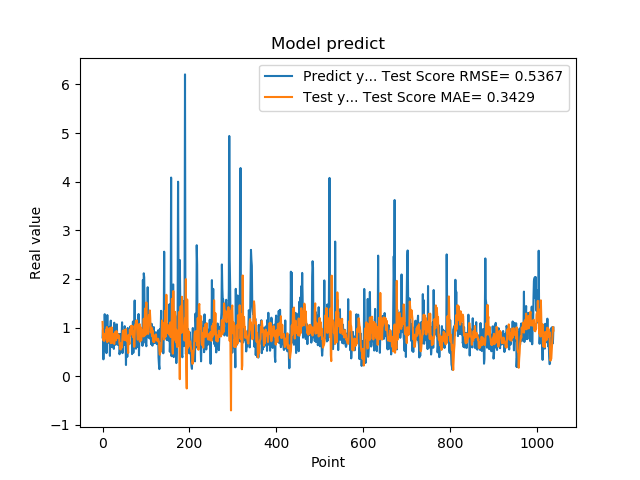 Model predict
Predict y... Test Score RMSE= 0.5367
Test y... Test Score MAE= 0.3429
Real value
6
5
4
3
2
1
0
−1
0 200 400 600 800 1000
Point